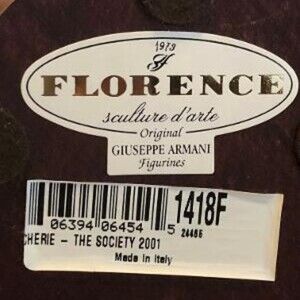 1973
FLORENCE
sculture d'arte
Original
GIUSEPPE ARMANI
Figurines
1418F
06394 06454 5 24486
CHERIE - THE SOCIETY 2001
Made in Italy